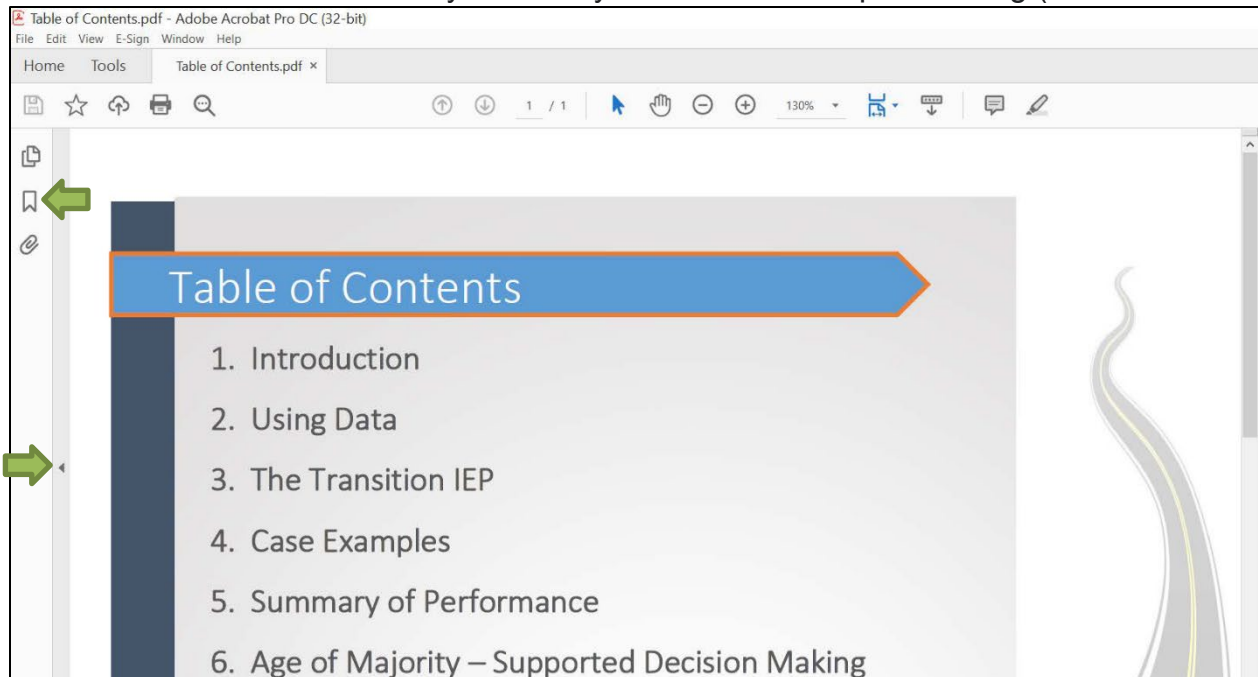 Table of Contents.pdf - Adobe Acrobat Pro DC (32-bit)
File Edit View E-Sign Window Help
Home Tools Table of Contents.pdf ×
1 / 1 130%
Table of Contents
1. Introduction
2. Using Data
3. The Transition IEP
4. Case Examples
5. Summary of Performance
6. Age of Majority – Supported Decision Making